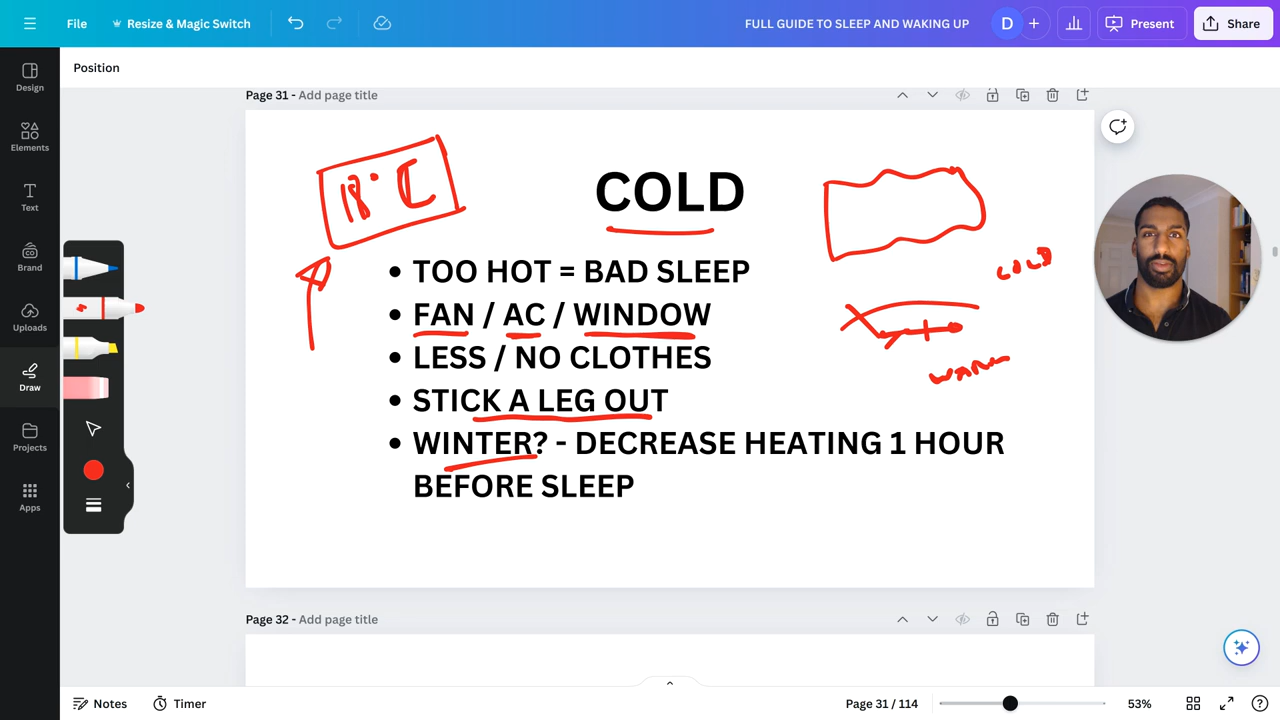 File
Resize & Magic Switch
FULL GUIDE TO SLEEP AND WAKING UP
D
Present
Share
Design
Elements
Text
Brand
Uploads
Draw
Projects
Apps
Position
Page 31 - Add page title
18°C
COLD
TOO HOT = BAD SLEEP
FAN / AC / WINDOW
LESS / NO CLOTHES
STICK A LEG OUT
WINTER? - DECREASE HEATING 1 HOUR
BEFORE SLEEP
COLD
WARM
Page 32 - Add page title
Notes
Timer
Page 31 / 114
53%